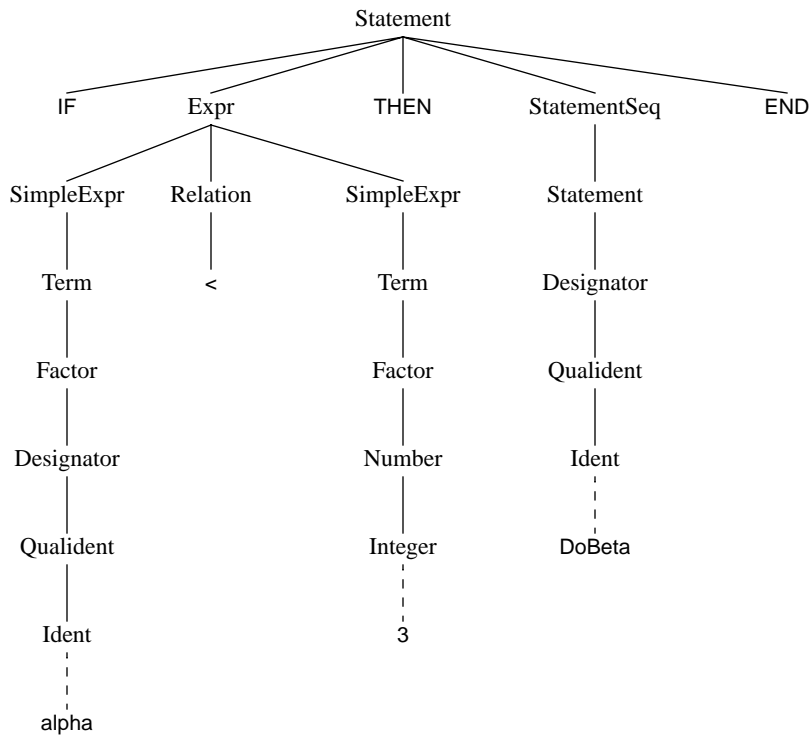 Statement
IF Expr THEN StatementSeq END
SimpleExpr Relation SimpleExpr Statement
Term < Term Designator
Factor Factor Qualident
Designator Number Ident
Qualident Integer DoBeta
Ident 3
alpha